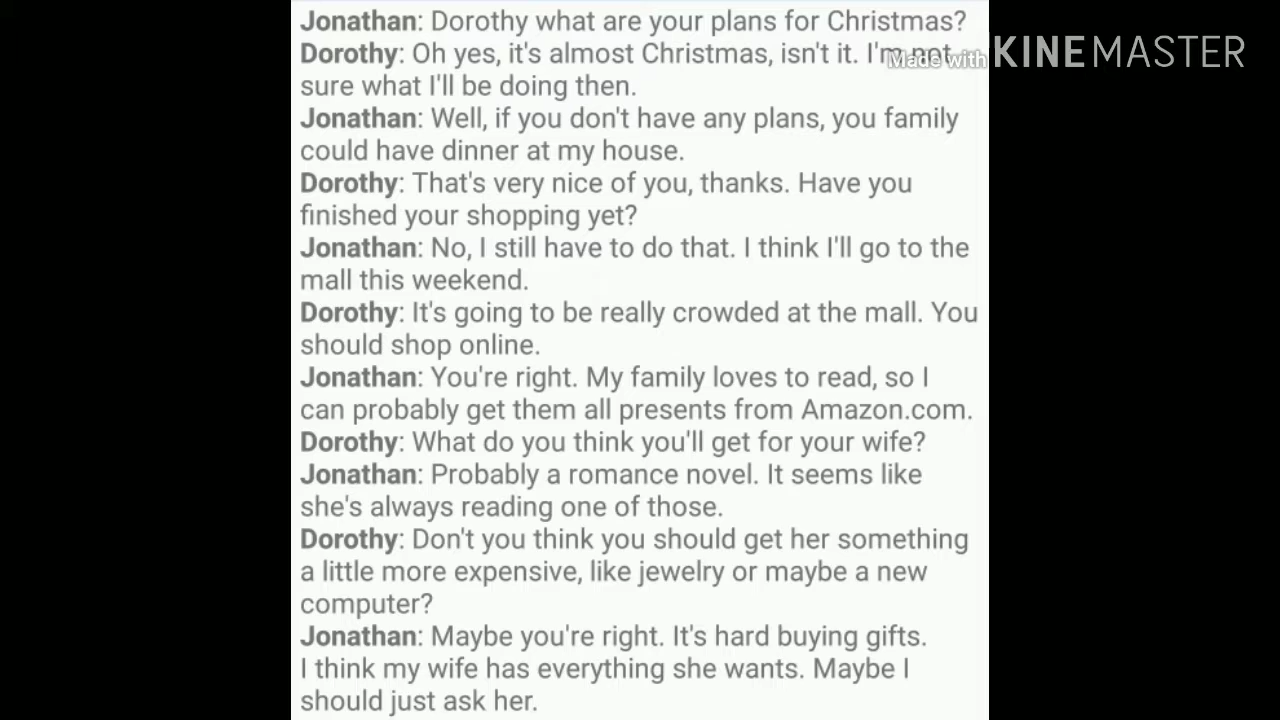 Jonathan: Dorothy what are your plans for Christmas?
Dorothy: Oh yes, it's almost Christmas, isn't it. I'm not
Made with KINEMASTER
sure what I'll be doing then.
Jonathan: Well, if you don't have any plans, you family
could have dinner at my house.
Dorothy: That's very nice of you, thanks. Have you
finished your shopping yet?
Jonathan: No, I still have to do that. I think I'll go to the
mall this weekend.
Dorothy: It's going to be really crowded at the mall. You
should shop online.
Jonathan: You're right. My family loves to read, so I
can probably get them all presents from Amazon.com.
Dorothy: What do you think you'll get for your wife?
Jonathan: Probably a romance novel. It seems like
she's always reading one of those.
Dorothy: Don't you think you should get her something
a little more expensive, like jewelry or maybe a new
computer?
Jonathan: Maybe you're right. It's hard buying gifts.
I think my wife has everything she wants. Maybe I
should just ask her.